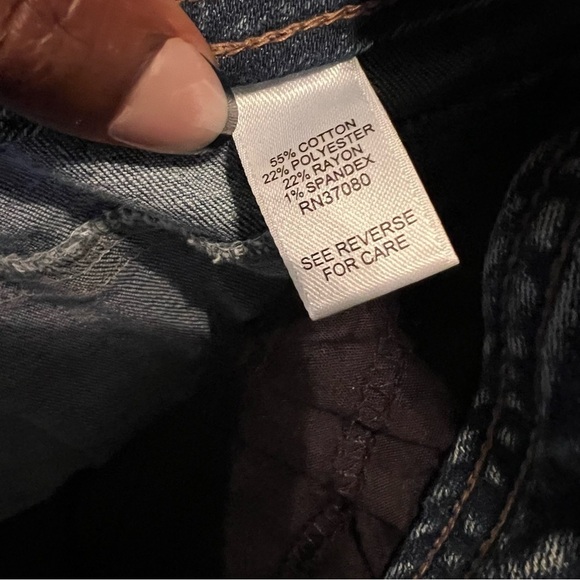 55% COTTON
22% POLYESTER
22% RAYON
1% SPANDEX
RN37080
SEE REVERSE
FOR CARE